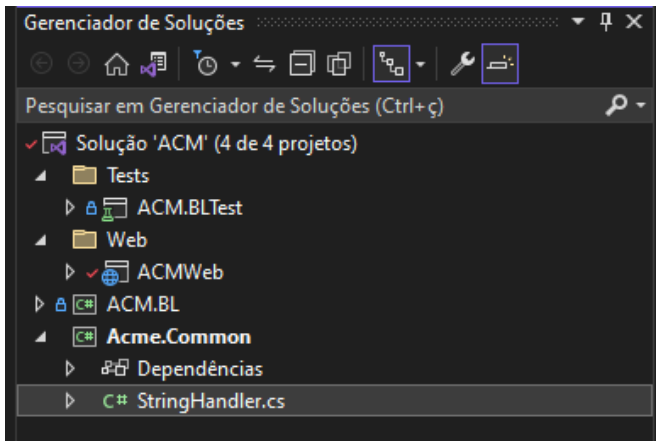 Gerenciador de Soluções
Pesquisar em Gerenciador de Soluções (Ctrl+ç)
Solução 'ACM' (4 de 4 projetos)
Tests
ACM.BLTest
Web
ACMWeb
C# ACM.BL
C# Acme.Common
Dependências
C# StringHandler.cs